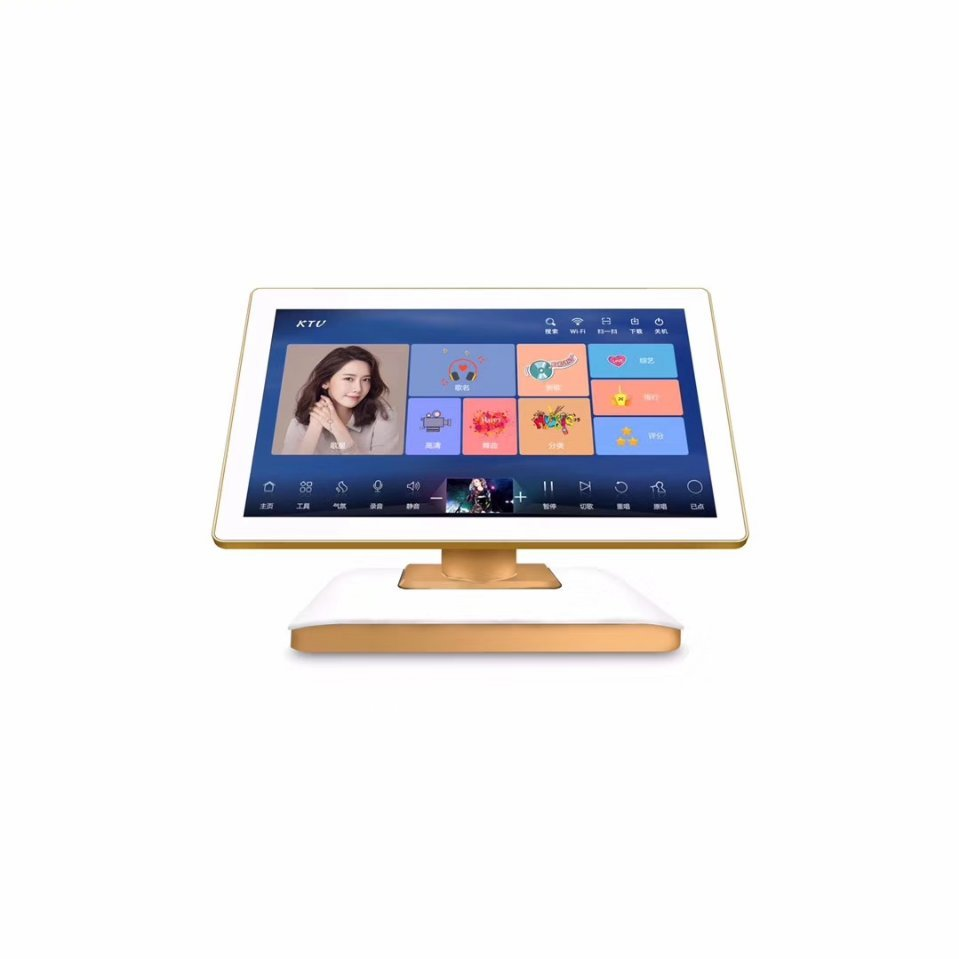 KTV
搜索 Wi-Fi 扫一扫 下载 关机
歌星
歌名
高清
舞曲
分类
综艺
排行
评分
主页 工具 气氛 录音 静音 — + 暂停 切歌 重唱 原唱 已点